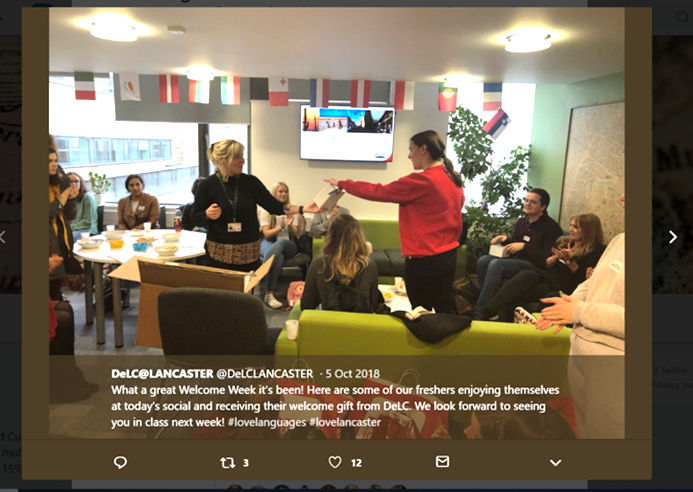 DeLC@LANCASTER @DeLCLANCASTER · 5 Oct 2018
What a great Welcome Week it's been! Here are some of our freshers enjoying themselves
at today's social and receiving their welcome gift from DeLC. We look forward to seeing
you in class next week! #lovelanguages #lovelancaster
3 12